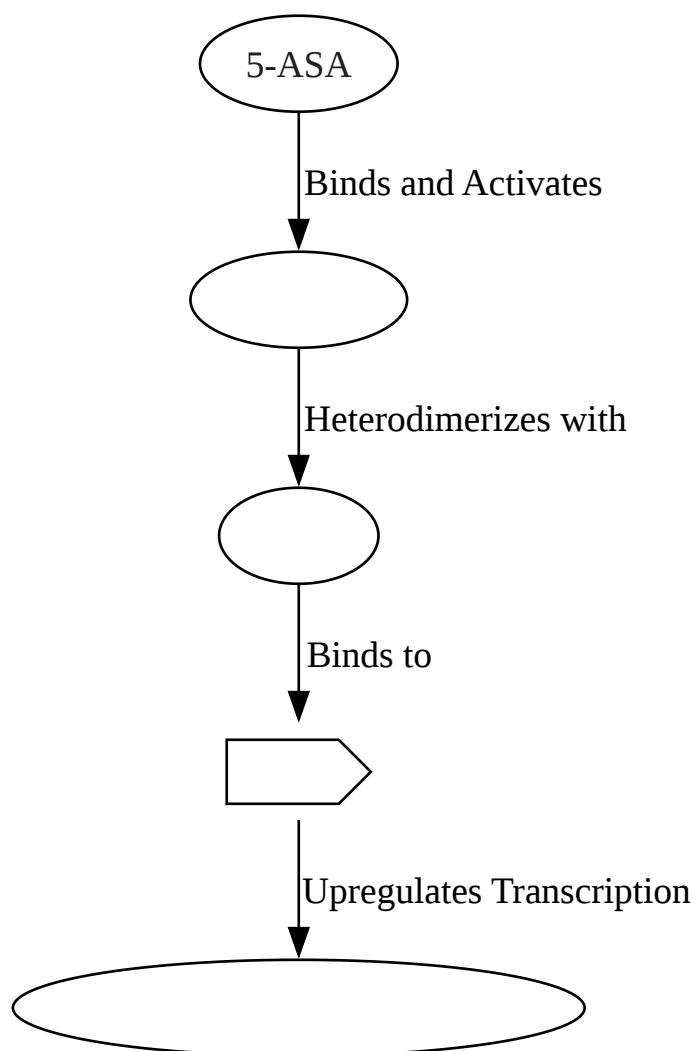 5-ASA
Binds and Activates
Heterodimerizes with
Binds to
Upregulates Transcription